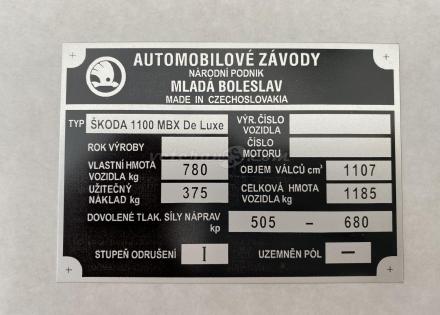 AUTOMOBILOVÉ ZÁVODY
NÁRODNÍ PODNIK
MLADÁ BOLESLAV
MADE IN CZECHOSLOVAKIA
TYP ŠKODA 1100 MBX De Luxe
VÝR. ČÍSLO VOZIDLA
ROK VÝROBY
ČÍSLO MOTORU
VLASTNÍ HMOTA VOZIDLA kg 780
OBJEM VÁLCŮ cm³ 1107
UŽITEČNÝ NÁKLAD kg 375
CELKOVÁ HMOTA VOZIDLA kg 1185
DOVOLENÉ TLAK. SÍLY NÁPRAV kp 505 – 680
STUPEŇ ODRUŠENÍ I
UZEMNĚN PÓL —